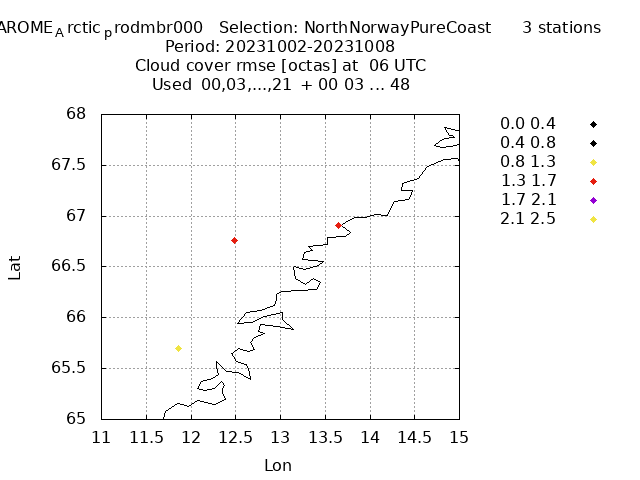 AROME_Arctic_prodmbr000 Selection: NorthNorwayPureCoast 3 stations
Period: 20231002-20231008
Cloud cover rmse [octas] at 06 UTC
Used 00,03,...,21 + 00 03 ... 48
68
67.5
67
66.5
66
65.5
65
Lat
11 11.5 12 12.5 13 13.5 14 14.5 15
Lon
0.0 0.4
0.4 0.8
0.8 1.3
1.3 1.7
1.7 2.1
2.1 2.5